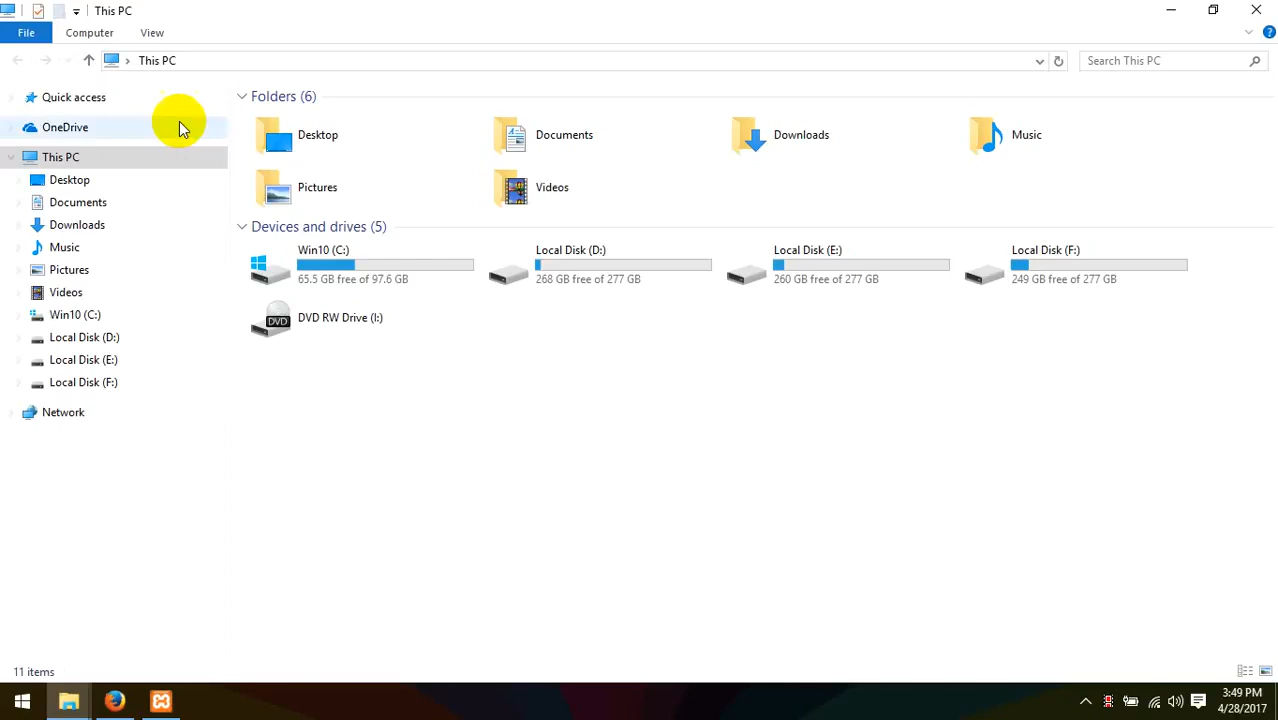 This PC
File Computer View
This PC
Search This PC
Quick access
OneDrive
This PC
Desktop
Documents
Downloads
Music
Pictures
Videos
Win10 (C:)
Local Disk (D:)
Local Disk (E:)
Local Disk (F:)
Network
Folders (6)
Desktop Documents Downloads Music
Pictures Videos
Devices and drives (5)
Win10 (C:) Local Disk (D:) Local Disk (E:) Local Disk (F:)
65.5 GB free of 97.6 GB 268 GB free of 277 GB 260 GB free of 277 GB 249 GB free of 277 GB
DVD DVD RW Drive (I:)
11 items
3:49 PM
4/28/2017